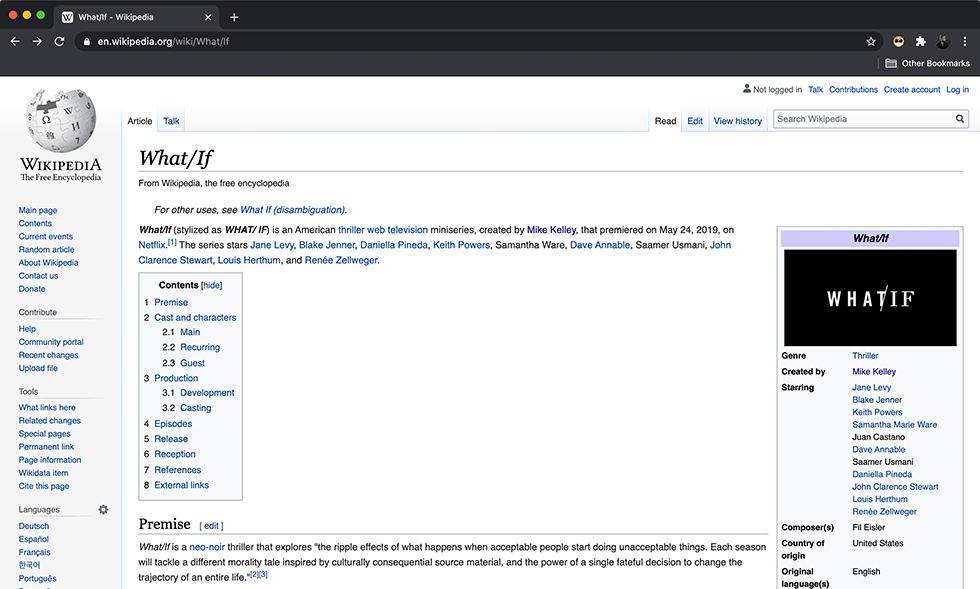 What/If - Wikipedia
en.wikipedia.org/wiki/What/If
Other Bookmarks
Not logged in Talk Contributions Create account Log in
Article Talk
Read Edit View history
Search Wikipedia
WIKIPEDIA
The Free Encyclopedia
Main page
Contents
Current events
Random article
About Wikipedia
Contact us
Donate
Contribute
Help
Community portal
Recent changes
Upload file
Tools
What links here
Related changes
Special pages
Permanent link
Page information
Wikidata item
Cite this page
Languages
Deutsch
Español
Français
한국어
Português
What/If
From Wikipedia, the free encyclopedia
For other uses, see What If (disambiguation).
What/If (stylized as WHAT/ IF) is an American thriller web television miniseries, created by Mike Kelley, that premiered on May 24, 2019, on
Netflix.[1] The series stars Jane Levy, Blake Jenner, Daniella Pineda, Keith Powers, Samantha Ware, Dave Annable, Saamer Usmani, John
Clarence Stewart, Louis Herthum, and Renée Zellweger.
Contents [hide]
1 Premise
2 Cast and characters
2.1 Main
2.2 Recurring
2.3 Guest
3 Production
3.1 Development
3.2 Casting
4 Episodes
5 Release
6 Reception
7 References
8 External links
Premise [ edit ]
What/If is a neo-noir thriller that explores "the ripple effects of what happens when acceptable people start doing unacceptable things. Each season
will tackle a different morality tale inspired by culturally consequential source material, and the power of a single fateful decision to change the
trajectory of an entire life."[2][3]
What/If
WHAT/IF
Genre Thriller
Created by Mike Kelley
Starring Jane Levy
Blake Jenner
Keith Powers
Samantha Marie Ware
Juan Castano
Dave Annable
Saamer Usmani
Daniella Pineda
John Clarence Stewart
Louis Herthum
Renée Zellweger
Composer(s) Fil Eisler
Country of United States
origin
Original English
language(s)